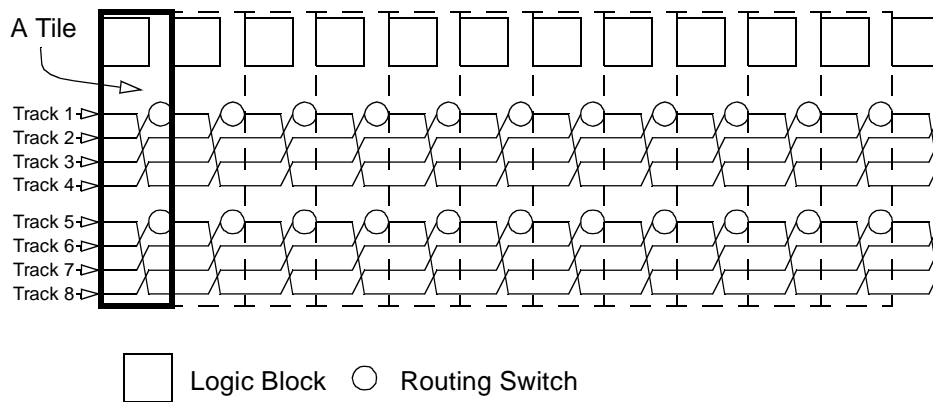 A Tile
Track 1
Track 2
Track 3
Track 4
Track 5
Track 6
Track 7
Track 8
Logic Block
Routing Switch